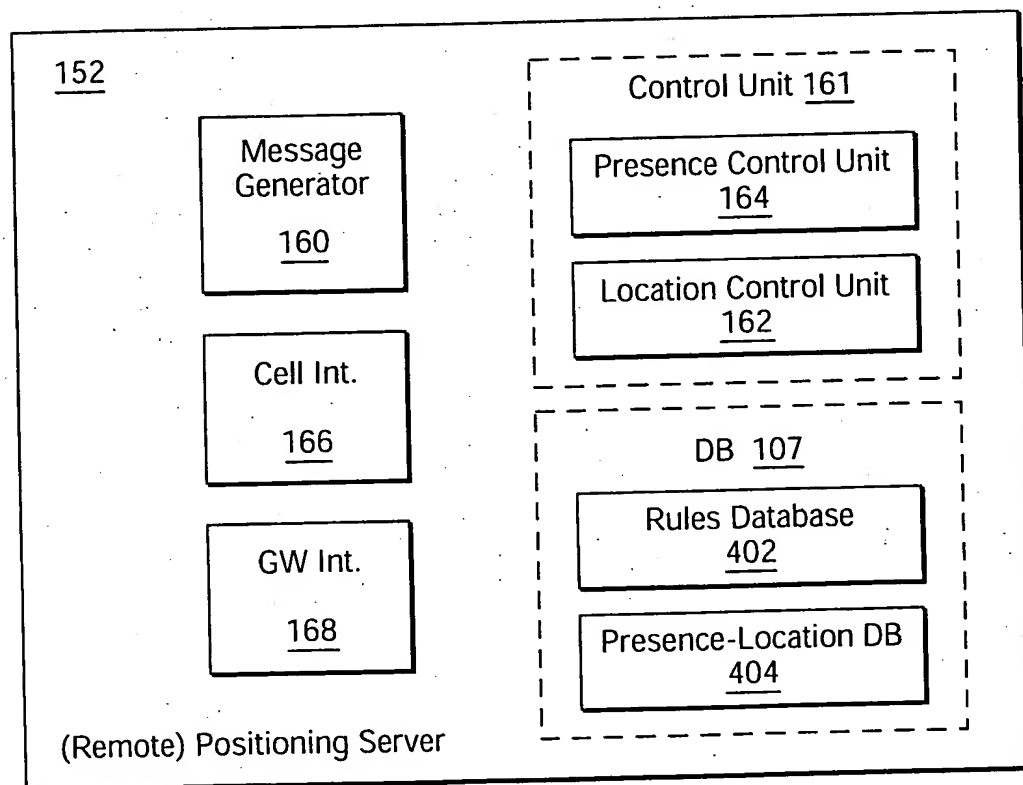 152
Message
Generator
160
Cell Int.
166
GW Int.
168
Control Unit 161
Presence Control Unit
164
Location Control Unit
162
DB 107
Rules Database
402
Presence-Location DB
404
(Remote) Positioning Server